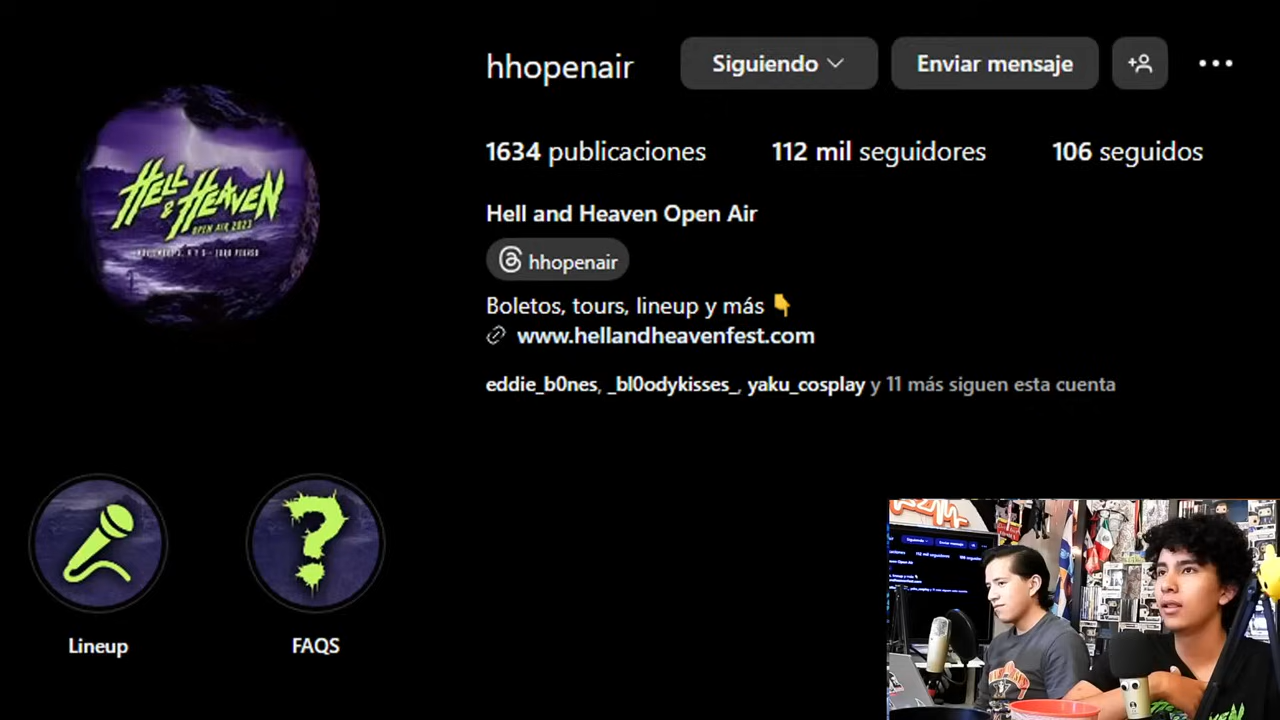 hhopenair
Siguiendo
Enviar mensaje
1634 publicaciones
112 mil seguidores
106 seguidos
Hell and Heaven Open Air
hhopenair
Boletos, tours, lineup y más 👇
www.hellandheavenfest.com
eddie_b0nes, _bl0odykisses_, yaku_cosplay y 11 más siguen esta cuenta
HELL
& HEAVEN
OPEN AIR 2023
Lineup
FAQS